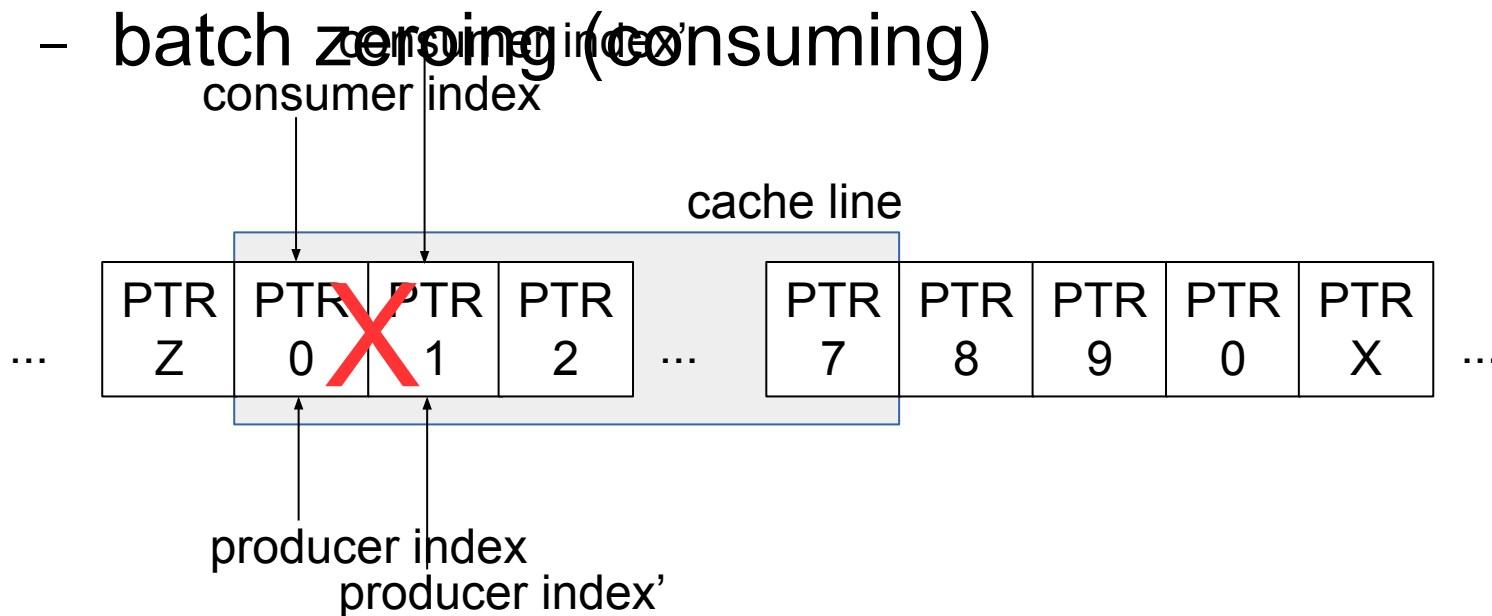 – batch zeroing (consuming)
consumer index'
consumer index
cache line
... PTR Z PTR 0 PTR 1 PTR 2 ... PTR 7 PTR 8 PTR 9 PTR 0 PTR X ...
X
producer index
producer index'